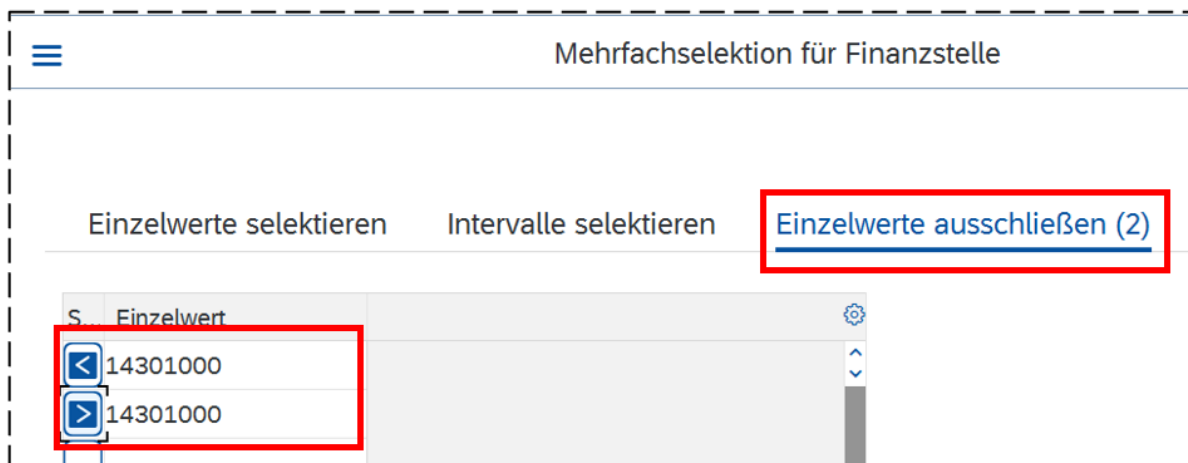 Mehrfachselektion für Finanzstelle
Einzelwerte selektieren Intervalle selektieren Einzelwerte ausschließen (2)
S... Einzelwert
< 14301000
> 14301000